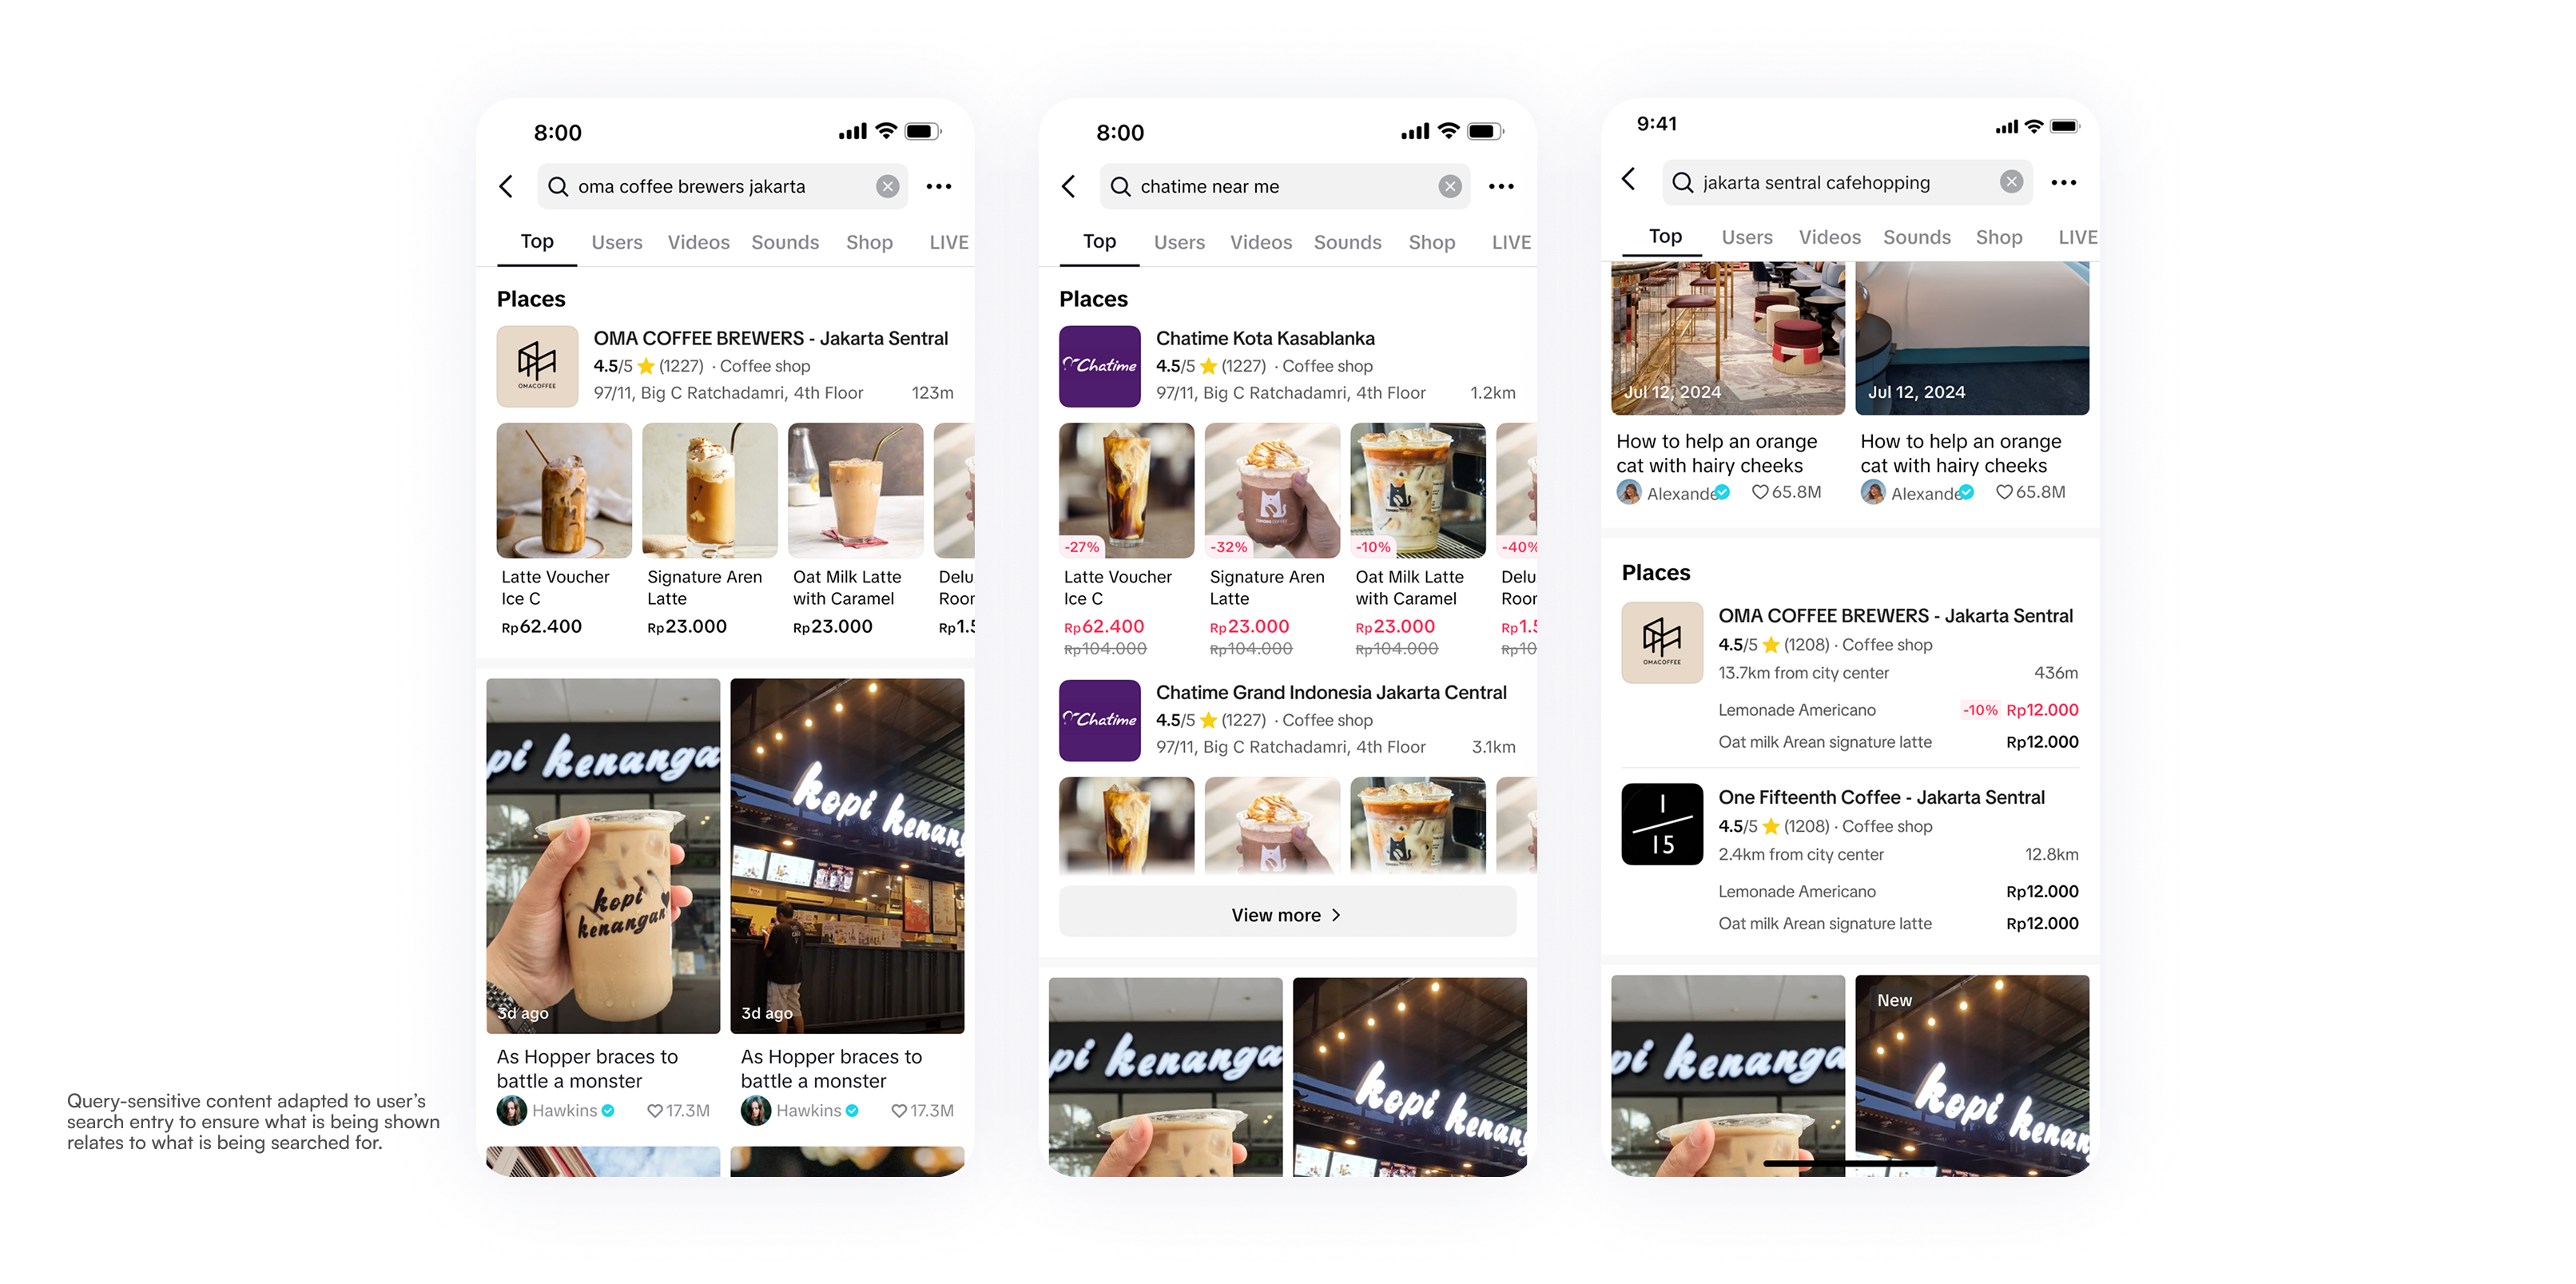 Query-sensitive content adapted to user's
search entry to ensure what is being shown
relates to what is being searched for.
8:00
oma coffee brewers jakarta
Top Users Videos Sounds Shop LIVE
Places
OMACOFFEE
OMA COFFEE BREWERS - Jakarta Sentral
4.5/5 (1227) · Coffee shop
97/11, Big C Ratchadamri, 4th Floor 123m
Latte Voucher Signature Aren Oat Milk Latte Delu
Ice C Latte with Caramel Roor
Rp62.400 Rp23.000 Rp23.000 Rp1.5
pi kenanga
kopi kenang
kopi
kenangan
3d ago 3d ago
As Hopper braces to As Hopper braces to
battle a monster battle a monster
Hawkins 17.3M Hawkins 17.3M
8:00
chatime near me
Top Users Videos Sounds Shop LIVE
Places
Chatime
Chatime Kota Kasablanka
4.5/5 (1227) · Coffee shop
97/11, Big C Ratchadamri, 4th Floor 1.2km
-27% -32% -10% -40%
Latte Voucher Signature Aren Oat Milk Latte Delu
Ice C Latte with Caramel Roor
Rp62.400 Rp23.000 Rp23.000 Rp1.5
Rp104.000 Rp104.000 Rp104.000 Rp10
Chatime
Chatime Grand Indonesia Jakarta Central
4.5/5 (1227) · Coffee shop
97/11, Big C Ratchadamri, 4th Floor 3.1km
View more
pi kenanga
kopi kenang
9:41
jakarta sentral cafehopping
Top Users Videos Sounds Shop LIVE
Jul 12, 2024 Jul 12, 2024
How to help an orange How to help an orange
cat with hairy cheeks cat with hairy cheeks
Alexande 65.8M Alexande 65.8M
Places
OMACOFFEE
OMA COFFEE BREWERS - Jakarta Sentral
4.5/5 (1208) · Coffee shop
13.7km from city center 436m
Lemonade Americano -10% Rp12.000
Oat milk Arean signature latte Rp12.000
1
15
One Fifteenth Coffee - Jakarta Sentral
4.5/5 (1208) · Coffee shop
2.4km from city center 12.8km
Lemonade Americano Rp12.000
Oat milk Arean signature latte Rp12.000
New
pi kenanga
kopi kenan